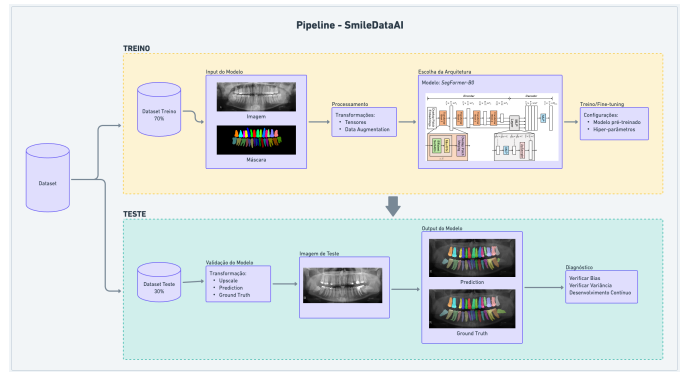 Pipeline - SmileDataAI
TREINO
Dataset
Dataset Treino
70%
Input do Modelo
Imagem
Máscara
Processamento
Transformações:
• Tensores
• Data Augmentation
Escolha da Arquitetura
Modelo: SegFormer-B0
Encoder
Decoder
Treino/Fine-tuning
Configurações:
• Modelo pré-treinado
• Hiper-parâmetros
TESTE
Dataset Teste
30%
Validação do Modelo
Transformação:
• Upscale
• Prediction
• Ground Truth
Imagem de Teste
Output do Modelo
Prediction
Ground Truth
Diagnóstico
Verificar Bias
Verificar Variância
Desenvolvimento Contínuo